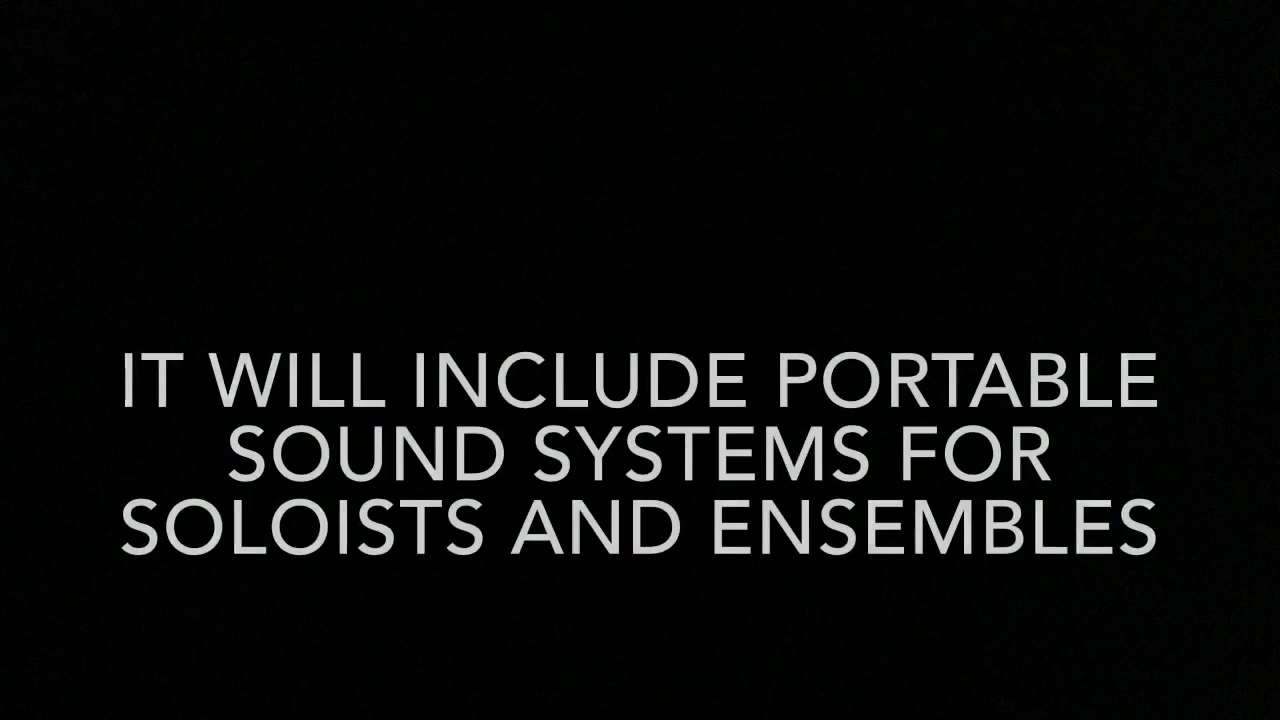 IT WILL INCLUDE PORTABLE
SOUND SYSTEMS FOR
SOLOISTS AND ENSEMBLES